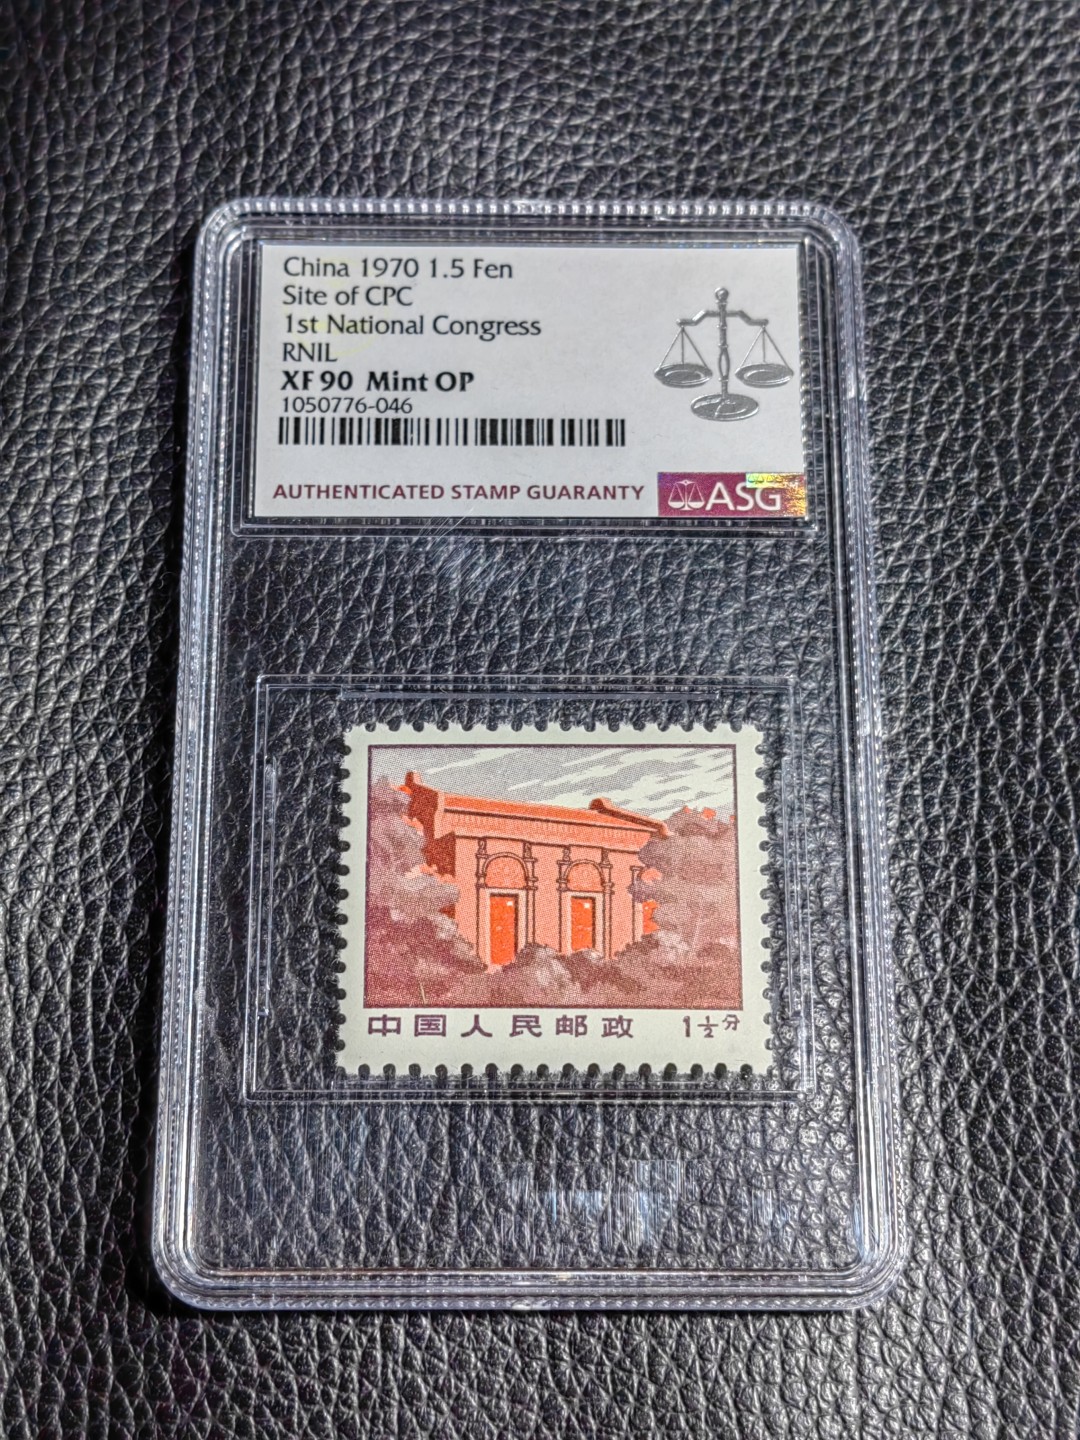 China 1970 1.5 Fen
Site of CPC
1st National Congress
RNIL
XF 90 Mint OP
1050776-046
AUTHENTICATED STAMP GUARANTY
ASG
中国人民邮政 1½分